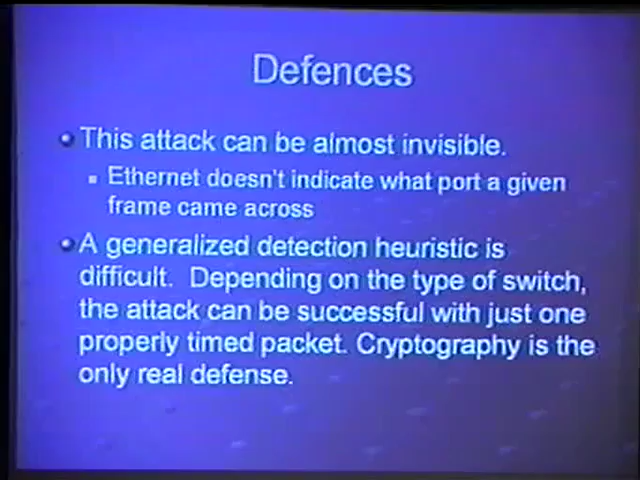 Defences
This attack can be almost invisible.
Ethernet doesn't indicate what port a given
frame came across
A generalized detection heuristic is
difficult. Depending on the type of switch,
the attack can be successful with just one
properly timed packet. Cryptography is the
only real defense.